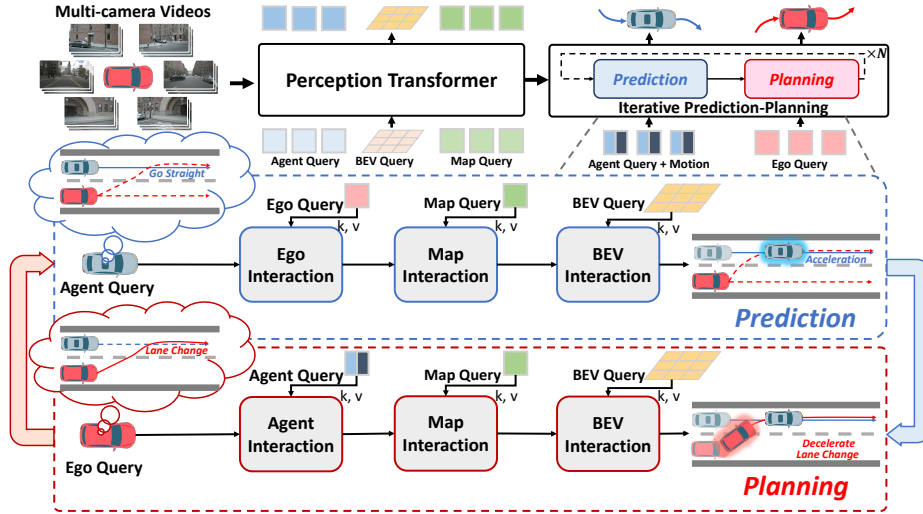 Multi-camera Videos
Perception Transformer
Prediction
Planning
×N
Iterative Prediction-Planning
Agent Query
BEV Query
Map Query
Agent Query + Motion
Ego Query
Go Straight
Ego Query
k, v
Map Query
k, v
BEV Query
k, v
Ego
Interaction
Map
Interaction
BEV
Interaction
Agent Query
Acceleration
Prediction
Lane Change
Agent Query
k, v
Map Query
k, v
BEV Query
k, v
Agent
Interaction
Map
Interaction
BEV
Interaction
Ego Query
Decelerate
Lane Change
Planning